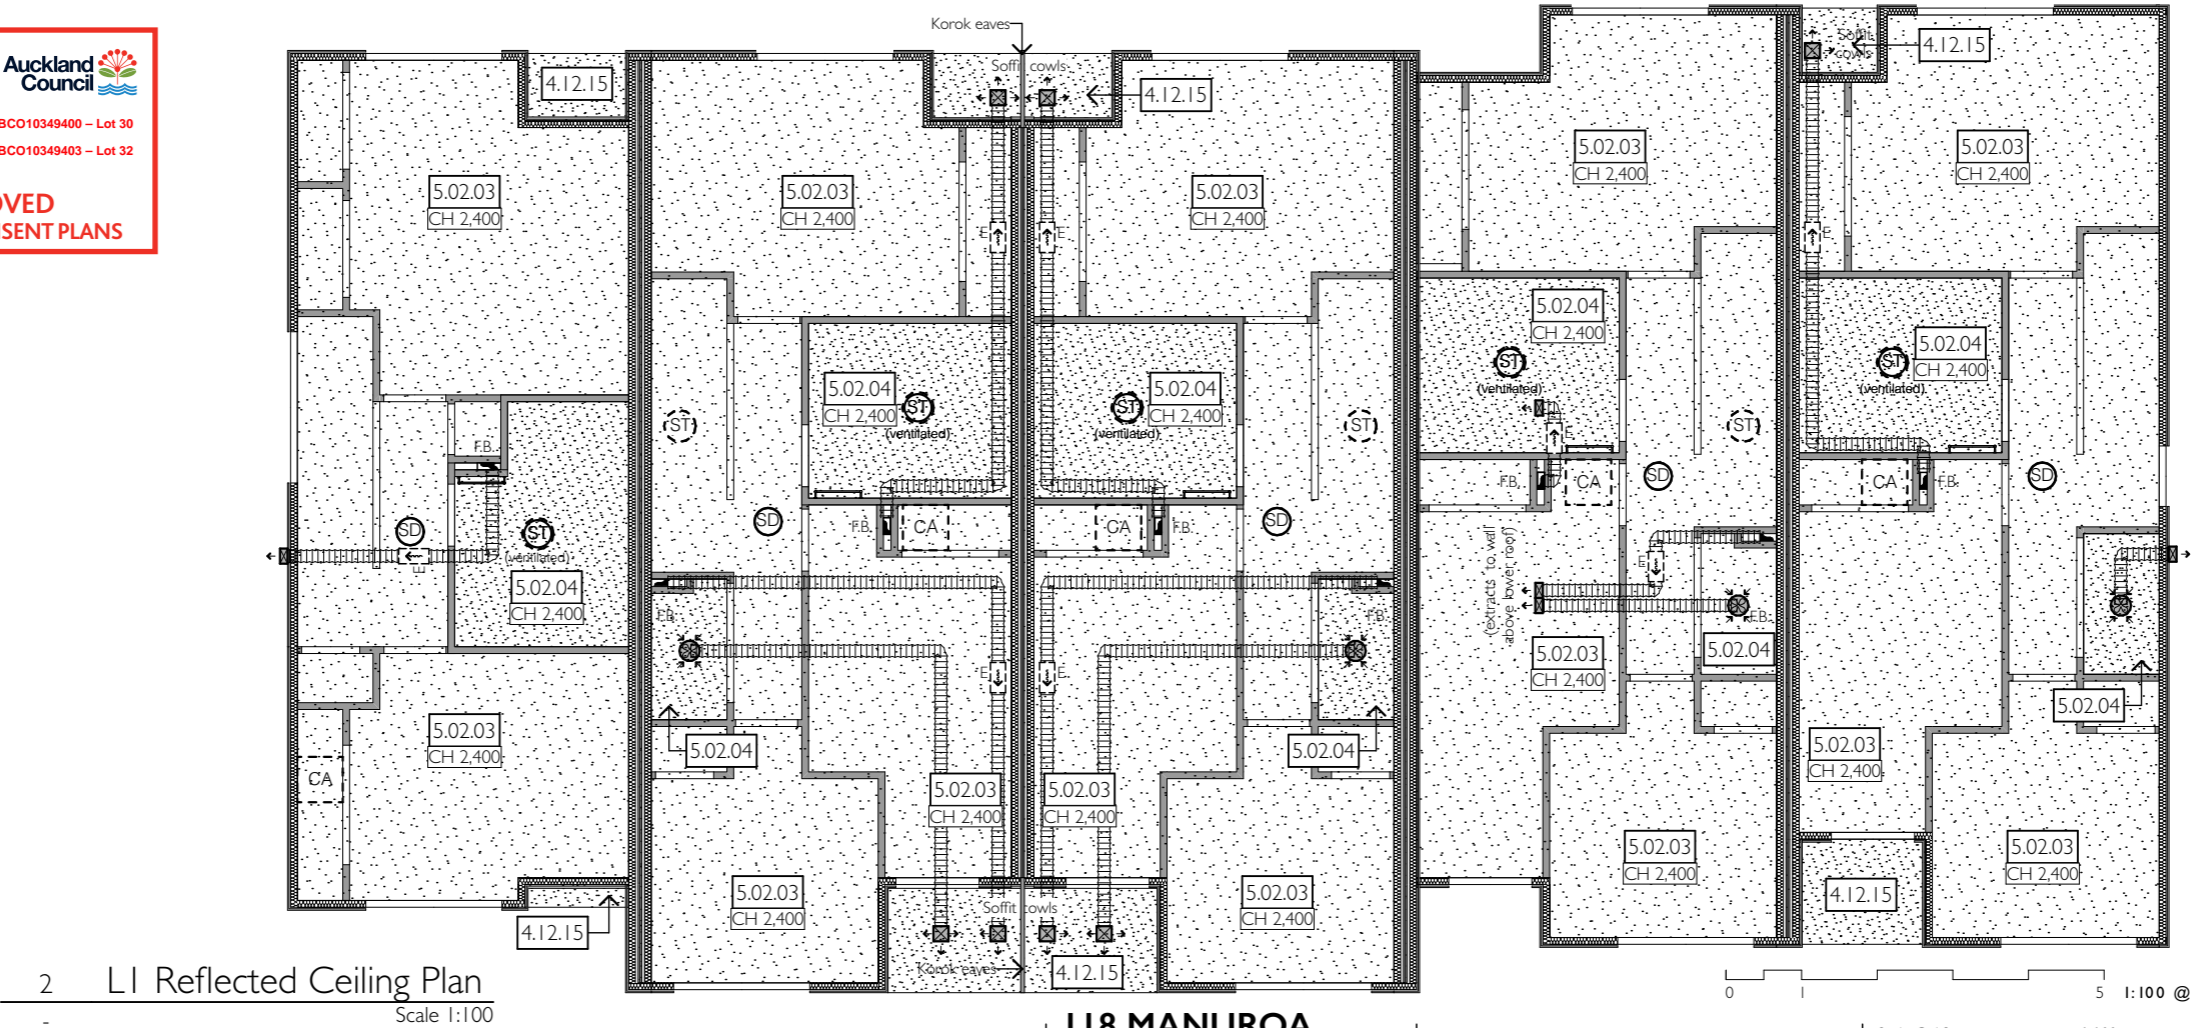 Auckland
Council
BCO10349400 – Lot 30
BCO10349403 – Lot 32
OVED
SENT PLANS
Korok eaves
Soffit cowls
4.12.15
4.12.15
Soffit
cowls
4.12.15
5.02.03
CH 2,400
5.02.03
CH 2,400
5.02.03
CH 2,400
5.02.03
CH 2,400
5.02.03
CH 2,400
E
E
E
5.02.04
CH 2,400
ST
(ventilated)
5.02.04
CH 2,400
ST
(ventilated)
5.02.04
CH 2,400
ST
(ventilated)
ST
5.02.04
CH 2,400
ST
(ventilated)
ST
ST
F.B.
SD
ST
(ventilated)
E
5.02.04
CH 2,400
SD
F.B.
CA
CA
F.B.
SD
F.B.
E
CA
SD
CA
F.B.
SD
(extracts to wall
above lower roof)
E
F.B.
F.B.
F.B.
5.02.03
CH 2,400
5.02.04
5.02.04
5.02.03
CH 2,400
CA
5.02.04
E
E
5.02.04
5.02.03
CH 2,400
5.02.03
CH 2,400
5.02.03
CH 2,400
5.02.03
CH 2,400
5.02.03
CH 2,400
5.02.03
CH 2,400
5.02.03
CH 2,400
4.12.15
Soffit cowls
4.12.15
Korok eaves
4.12.15
2 L1 Reflected Ceiling Plan
Scale 1:100
0 1 5 1:100 @
118 MANUROA